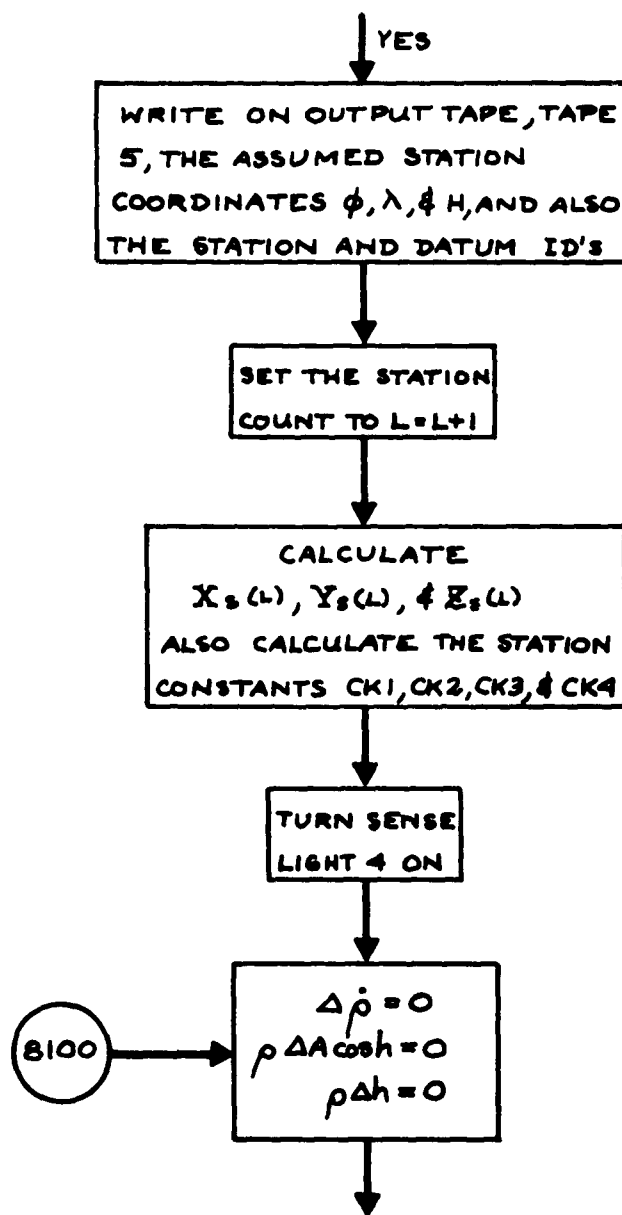 YES
WRITE ON OUTPUT TAPE, TAPE
5, THE ASSUMED STATION
COORDINATES φ, λ, & H, AND ALSO
THE STATION AND DATUM ID'S
SET THE STATION
COUNT TO L = L+1
CALCULATE
Xs(L), Ys(L), & Zs(L)
ALSO CALCULATE THE STATION
CONSTANTS CK1, CK2, CK3, & CK4
TURN SENSE
LIGHT 4 ON
8100
Δρ̇ = 0
ρΔA cosh = 0
ρΔh = 0